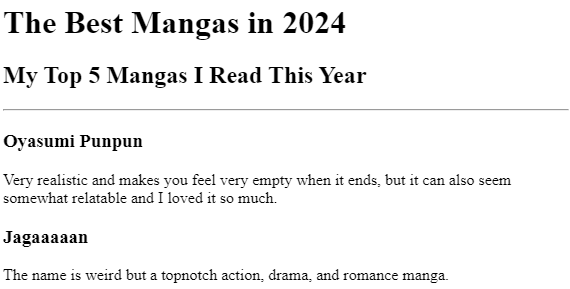 The Best Mangas in 2024
My Top 5 Mangas I Read This Year
Oyasumi Punpun
Very realistic and makes you feel very empty when it ends, but it can also seem
somewhat relatable and I loved it so much.
Jagaaaaan
The name is weird but a topnotch action, drama, and romance manga.